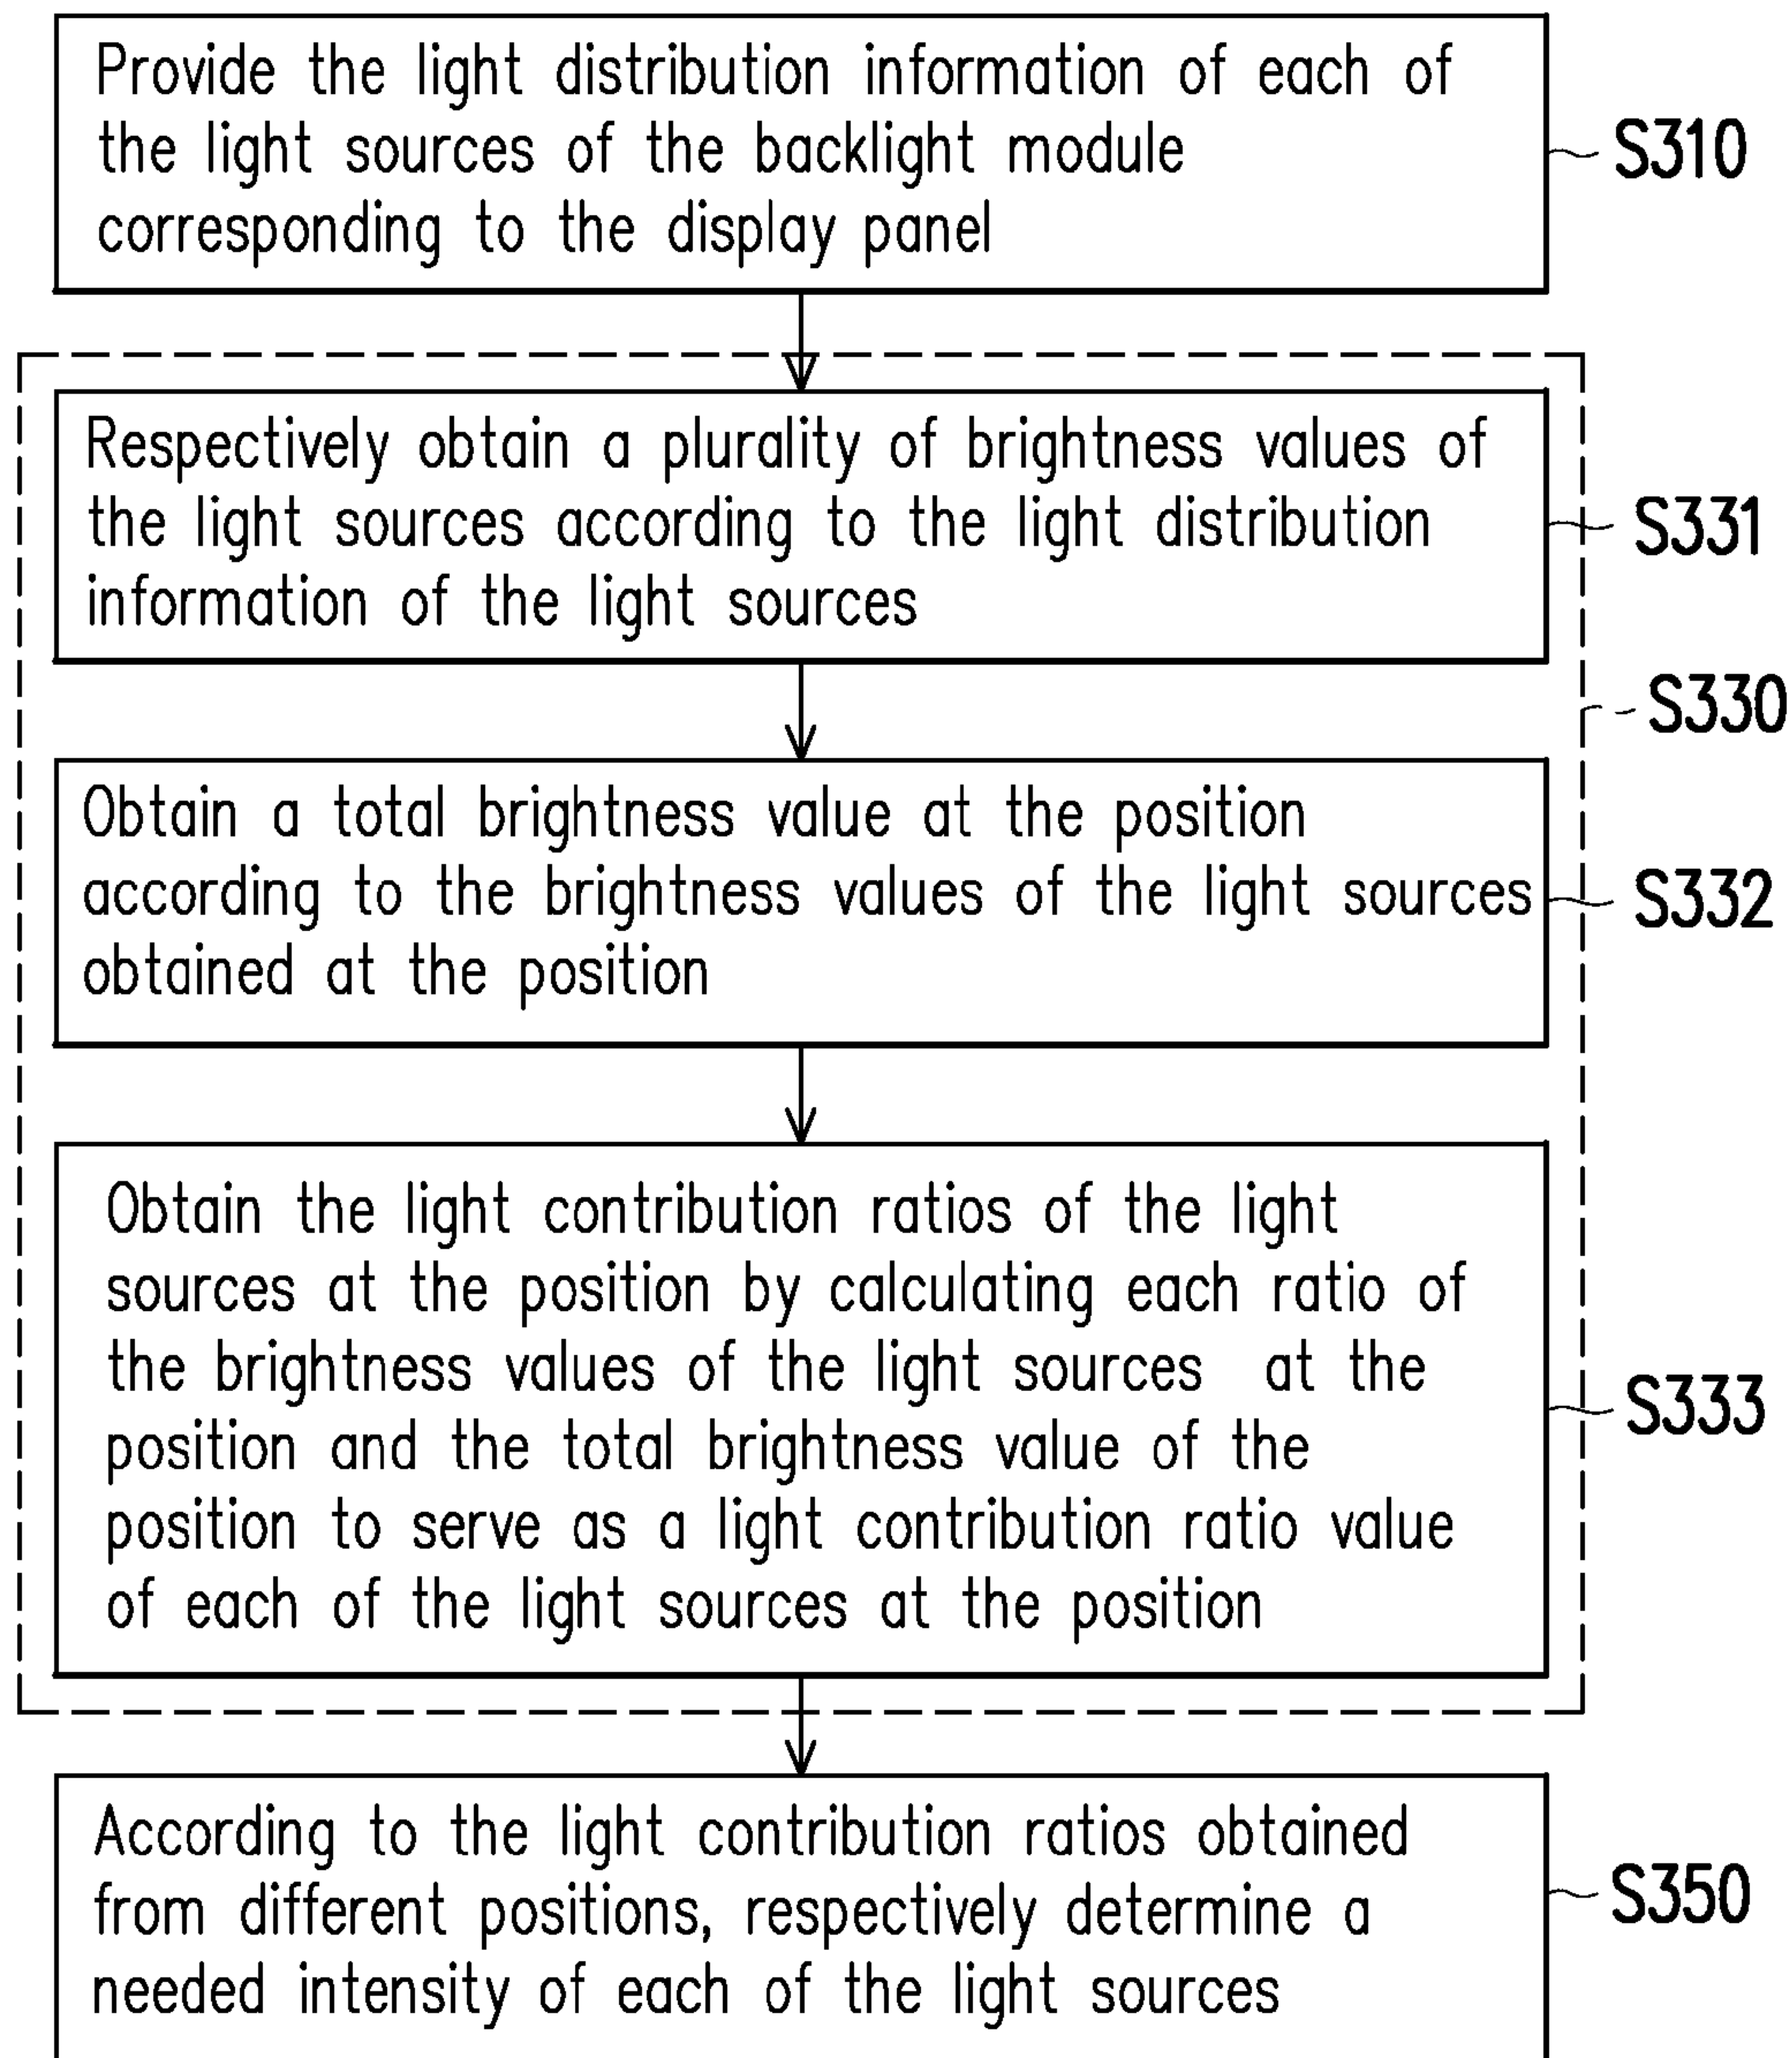 Provide the light distribution information of each of
the light sources of the backlight module
corresponding to the display panel
S310
Respectively obtain a plurality of brightness values of
the light sources according to the light distribution
information of the light sources
S331
S330
Obtain a total brightness value at the position
according to the brightness values of the light sources
obtained at the position
S332
Obtain the light contribution ratios of the light
sources at the position by calculating each ratio of
the brightness values of the light sources at the
position and the total brightness value of the
position to serve as a light contribution ratio value
of each of the light sources at the position
S333
According to the light contribution ratios obtained
from different positions, respectively determine a
needed intensity of each of the light sources
S350